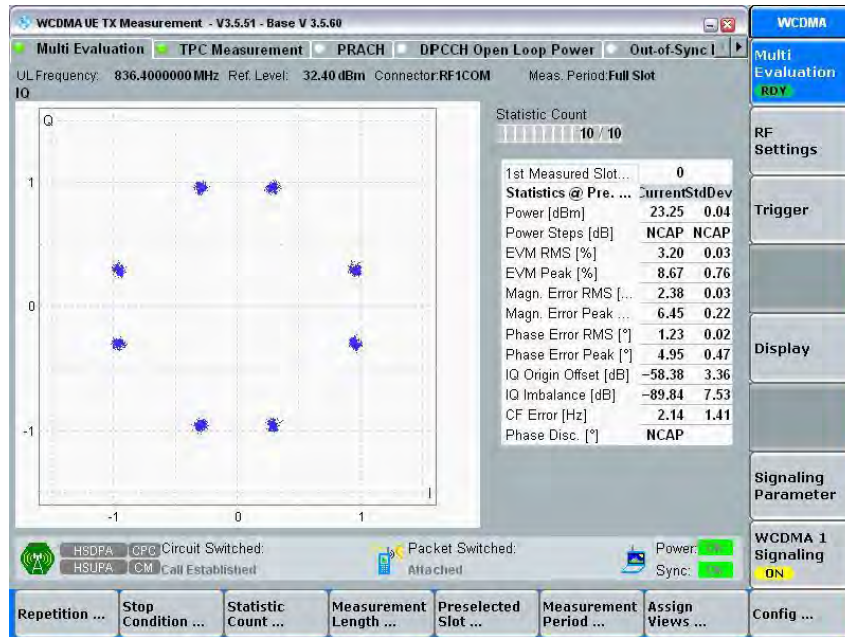 WCDMA UE TX Measurement - V3.5.51 - Base V 3.5.60
WCDMA
Multi Evaluation
TPC Measurement
PRACH
DPCCH Open Loop Power
Out-of-Sync
UL Frequency: 836.4000000 MHz Ref. Level: 32.40 dBm Connector:RF1COM Meas. Period:Full Slot
IQ
Q
1
0
-1
-1 0 1
I
Statistic Count
10 / 10
1st Measured Slot... 0
Statistics @ Pre. ... Current StdDev
Power [dBm] 23.25 0.04
Power Steps [dB] NCAP NCAP
EVM RMS [%] 3.20 0.03
EVM Peak [%] 8.67 0.76
Magn. Error RMS [... 2.38 0.03
Magn. Error Peak ... 6.45 0.22
Phase Error RMS [°] 1.23 0.02
Phase Error Peak [°] 4.95 0.47
IQ Origin Offset [dB] −58.38 3.36
IQ Imbalance [dB] −89.84 7.53
CF Error [Hz] 2.14 1.41
Phase Disc. [°] NCAP
Multi
Evaluation
RDY
RF
Settings
Trigger
Display
Signaling
Parameter
WCDMA 1
Signaling
ON
HSDPA CPC Circuit Switched:
HSUPA CM Call Established
Packet Switched:
Attached
Power:
Sync:
Repetition ...
Stop
Condition ...
Statistic
Count ...
Measurement
Length ...
Preselected
Slot ...
Measurement
Period ...
Assign
Views ...
Config ...